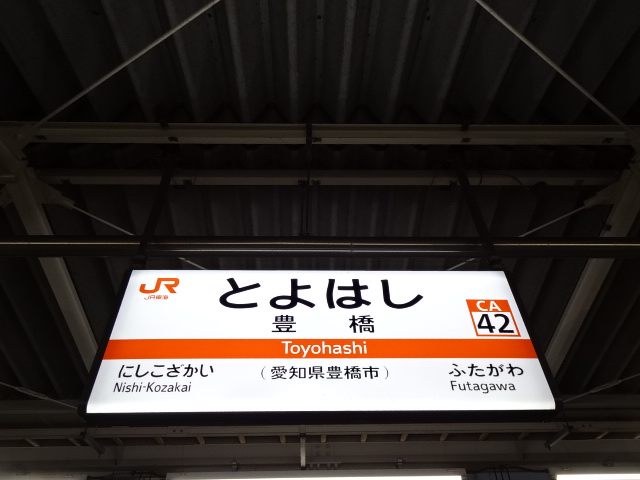 JR
JR東海
とよはし
豊橋
CA
42
Toyohashi
にしこざかい
Nishi-Kozakai
（愛知県豊橋市）
ふたがわ
Futagawa